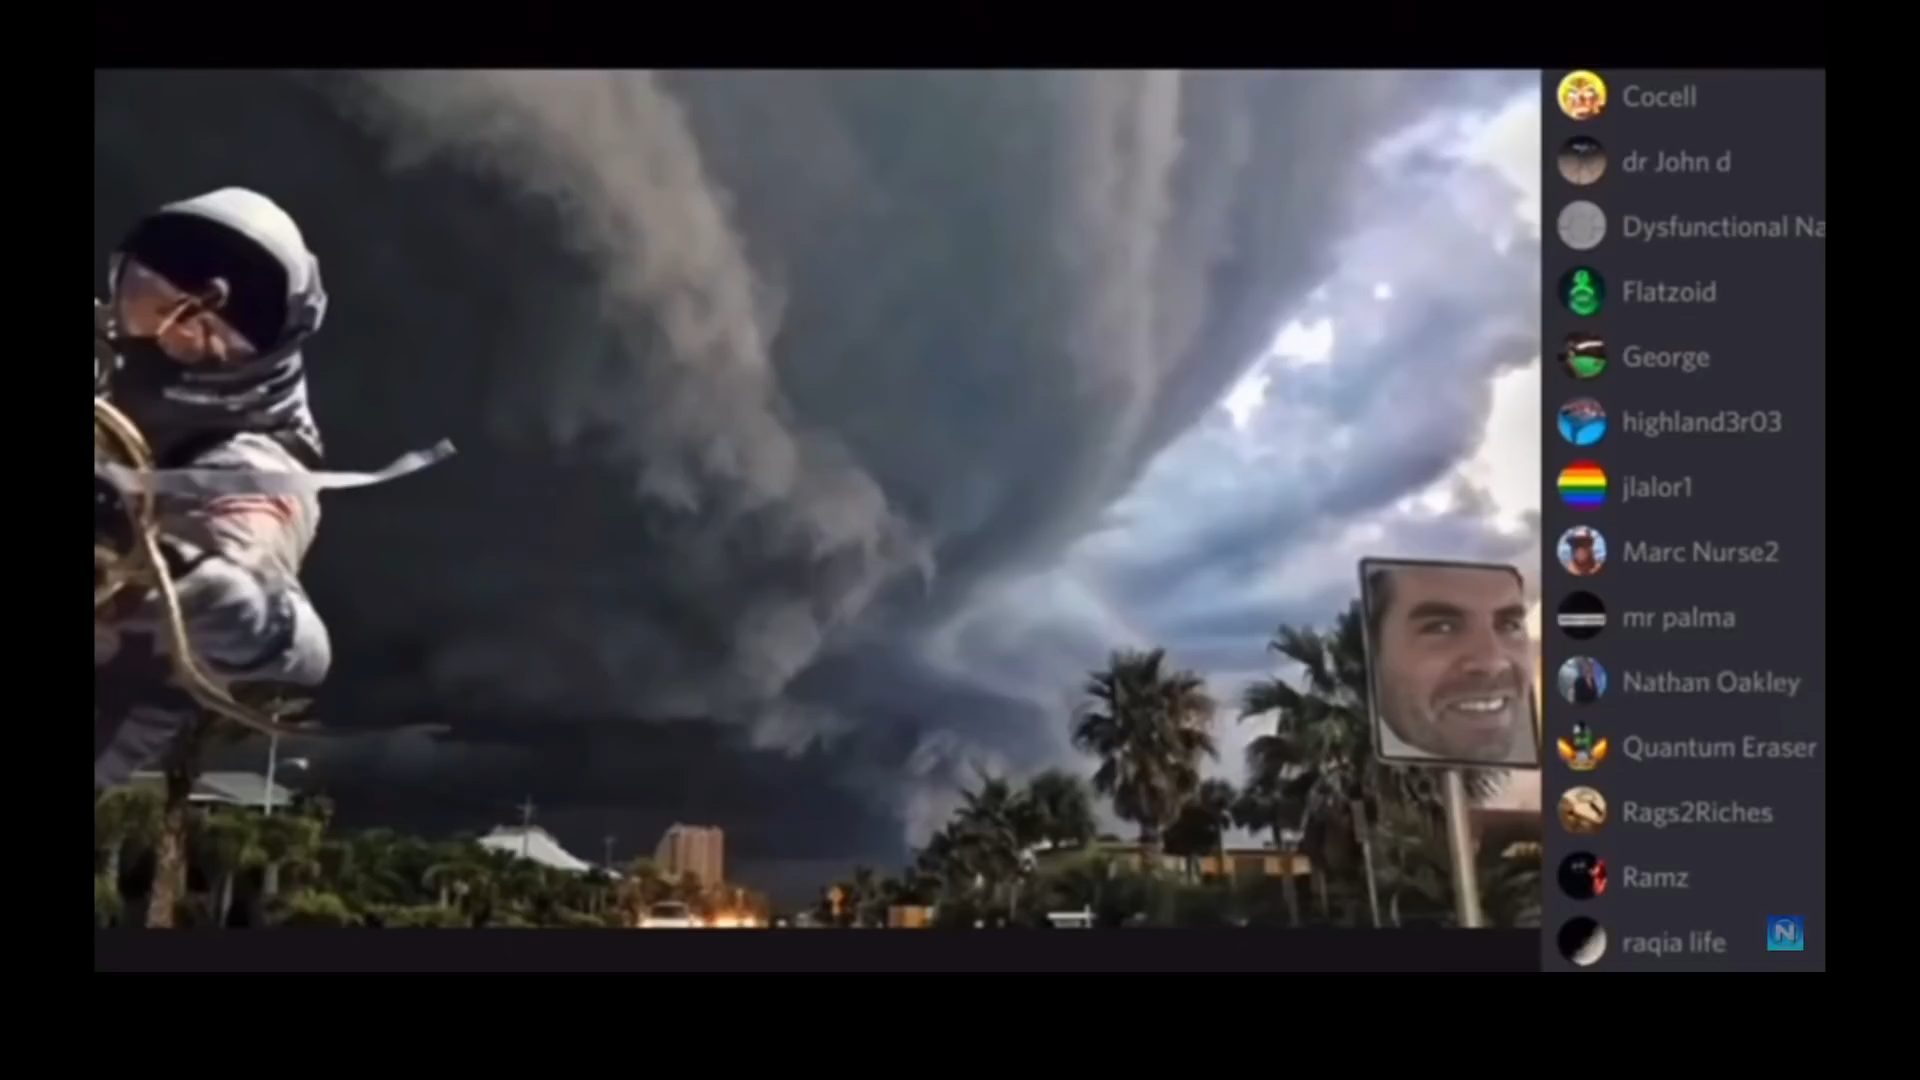 Cocell
dr John d
Dysfunctional Na
Flatzoid
George
highland3r03
jlalor1
Marc Nurse2
mr palma
Nathan Oakley
Quantum Eraser
Rags2Riches
Ramz
raqia life
N